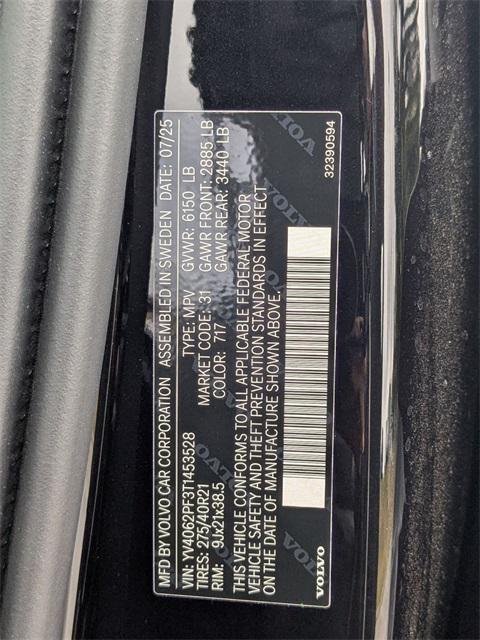 MFD BY VOLVO CAR CORPORATION ASSEMBLED IN SWEDEN DATE: 07/25
VIN: YV4062PF3T1453528 TYPE: MPV GVWR: 6150 LB
TIRES: 275/40R21 MARKET CODE: 31 GAWR FRONT: 2885 LB
RIM: 9Jx21x38.5 COLOR: 717 GAWR REAR: 3440 LB
THIS VEHICLE CONFORMS TO ALL APPLICABLE FEDERAL MOTOR
VEHICLE SAFETY AND THEFT PREVENTION STANDARDS IN EFFECT
ON THE DATE OF MANUFACTURE SHOWN ABOVE.
VOLVO 32390594